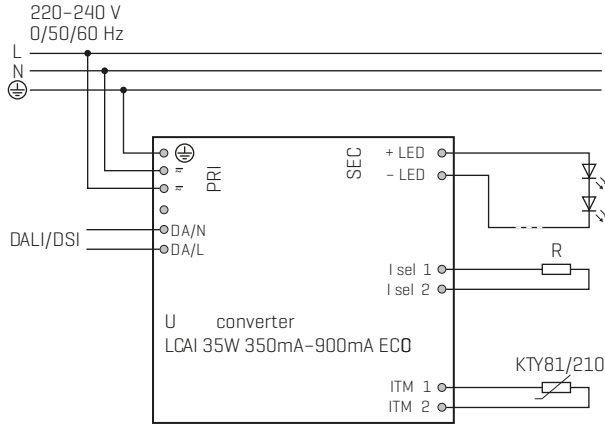 220–240 V
0/50/60 Hz
L
N
PRI
SEC
+ LED
– LED
DALI/DSI
DA/N
DA/L
I sel 1
I sel 2
R
U converter
LCAI 35W 350mA–900mA ECO
KTY81/210
ITM 1
ITM 2